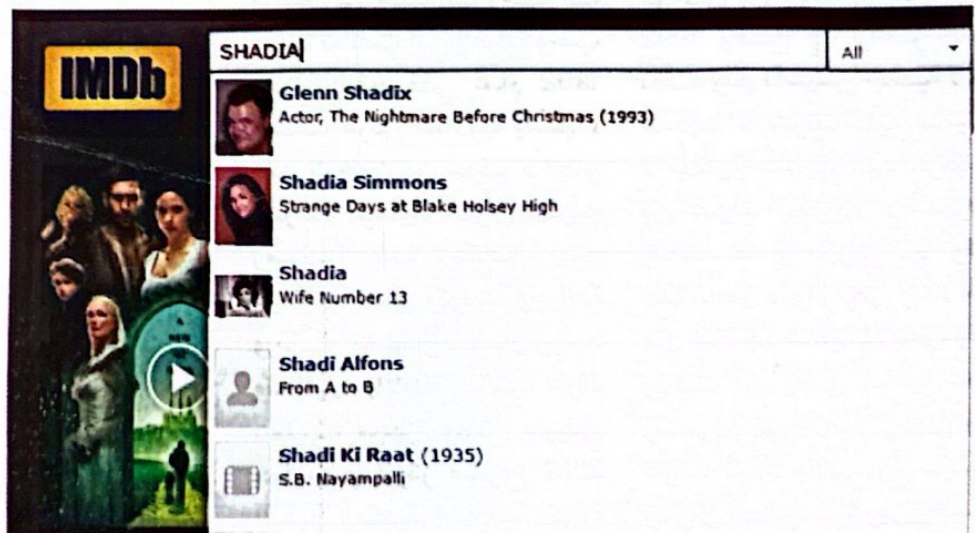 IMDb
SHADIA
All
Glenn Shadix
Actor, The Nightmare Before Christmas (1993)
Shadia Simmons
Strange Days at Blake Holsey High
Shadia
Wife Number 13
Shadi Alfons
From A to B
Shadi Ki Raat (1935)
S.B. Nayampalli